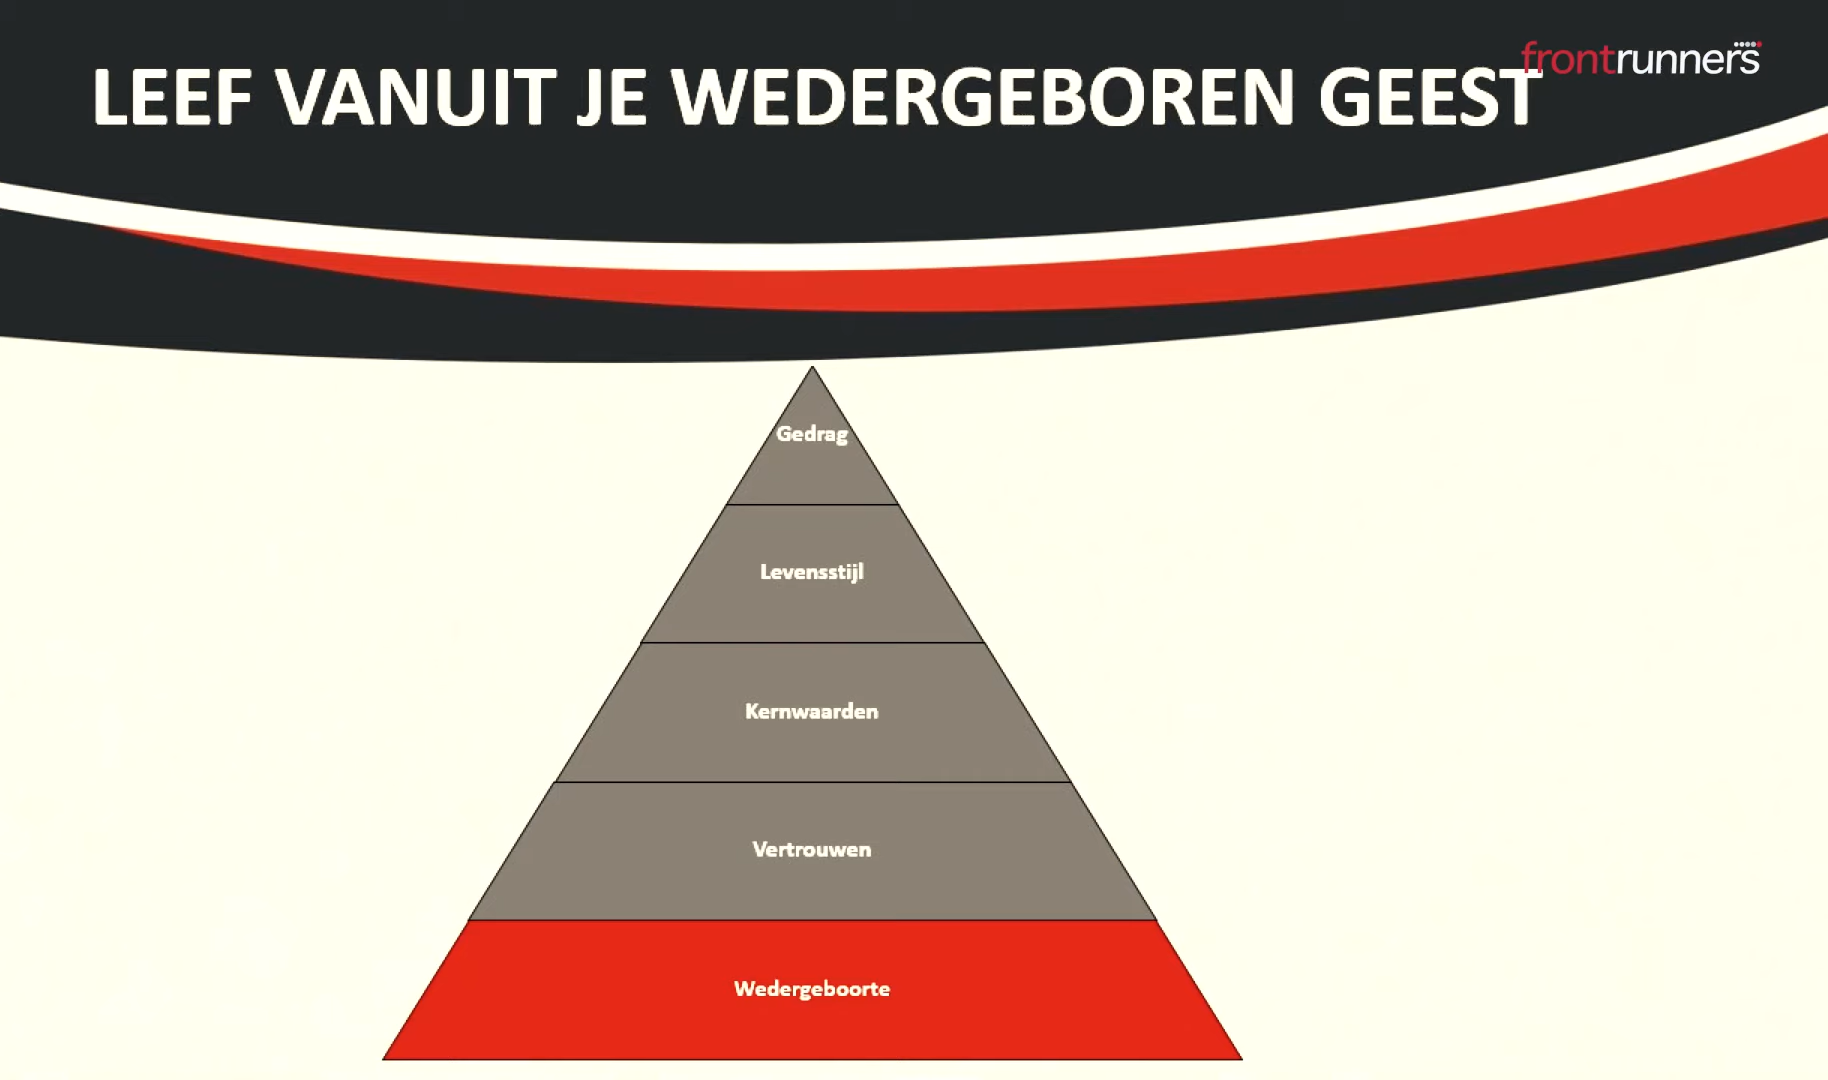 LEEF VANUIT JE WEDERGEBOREN GEEST
frontrunners
Gedrag
Levensstijl
Kernwaarden
Vertrouwen
Wedergeboorte